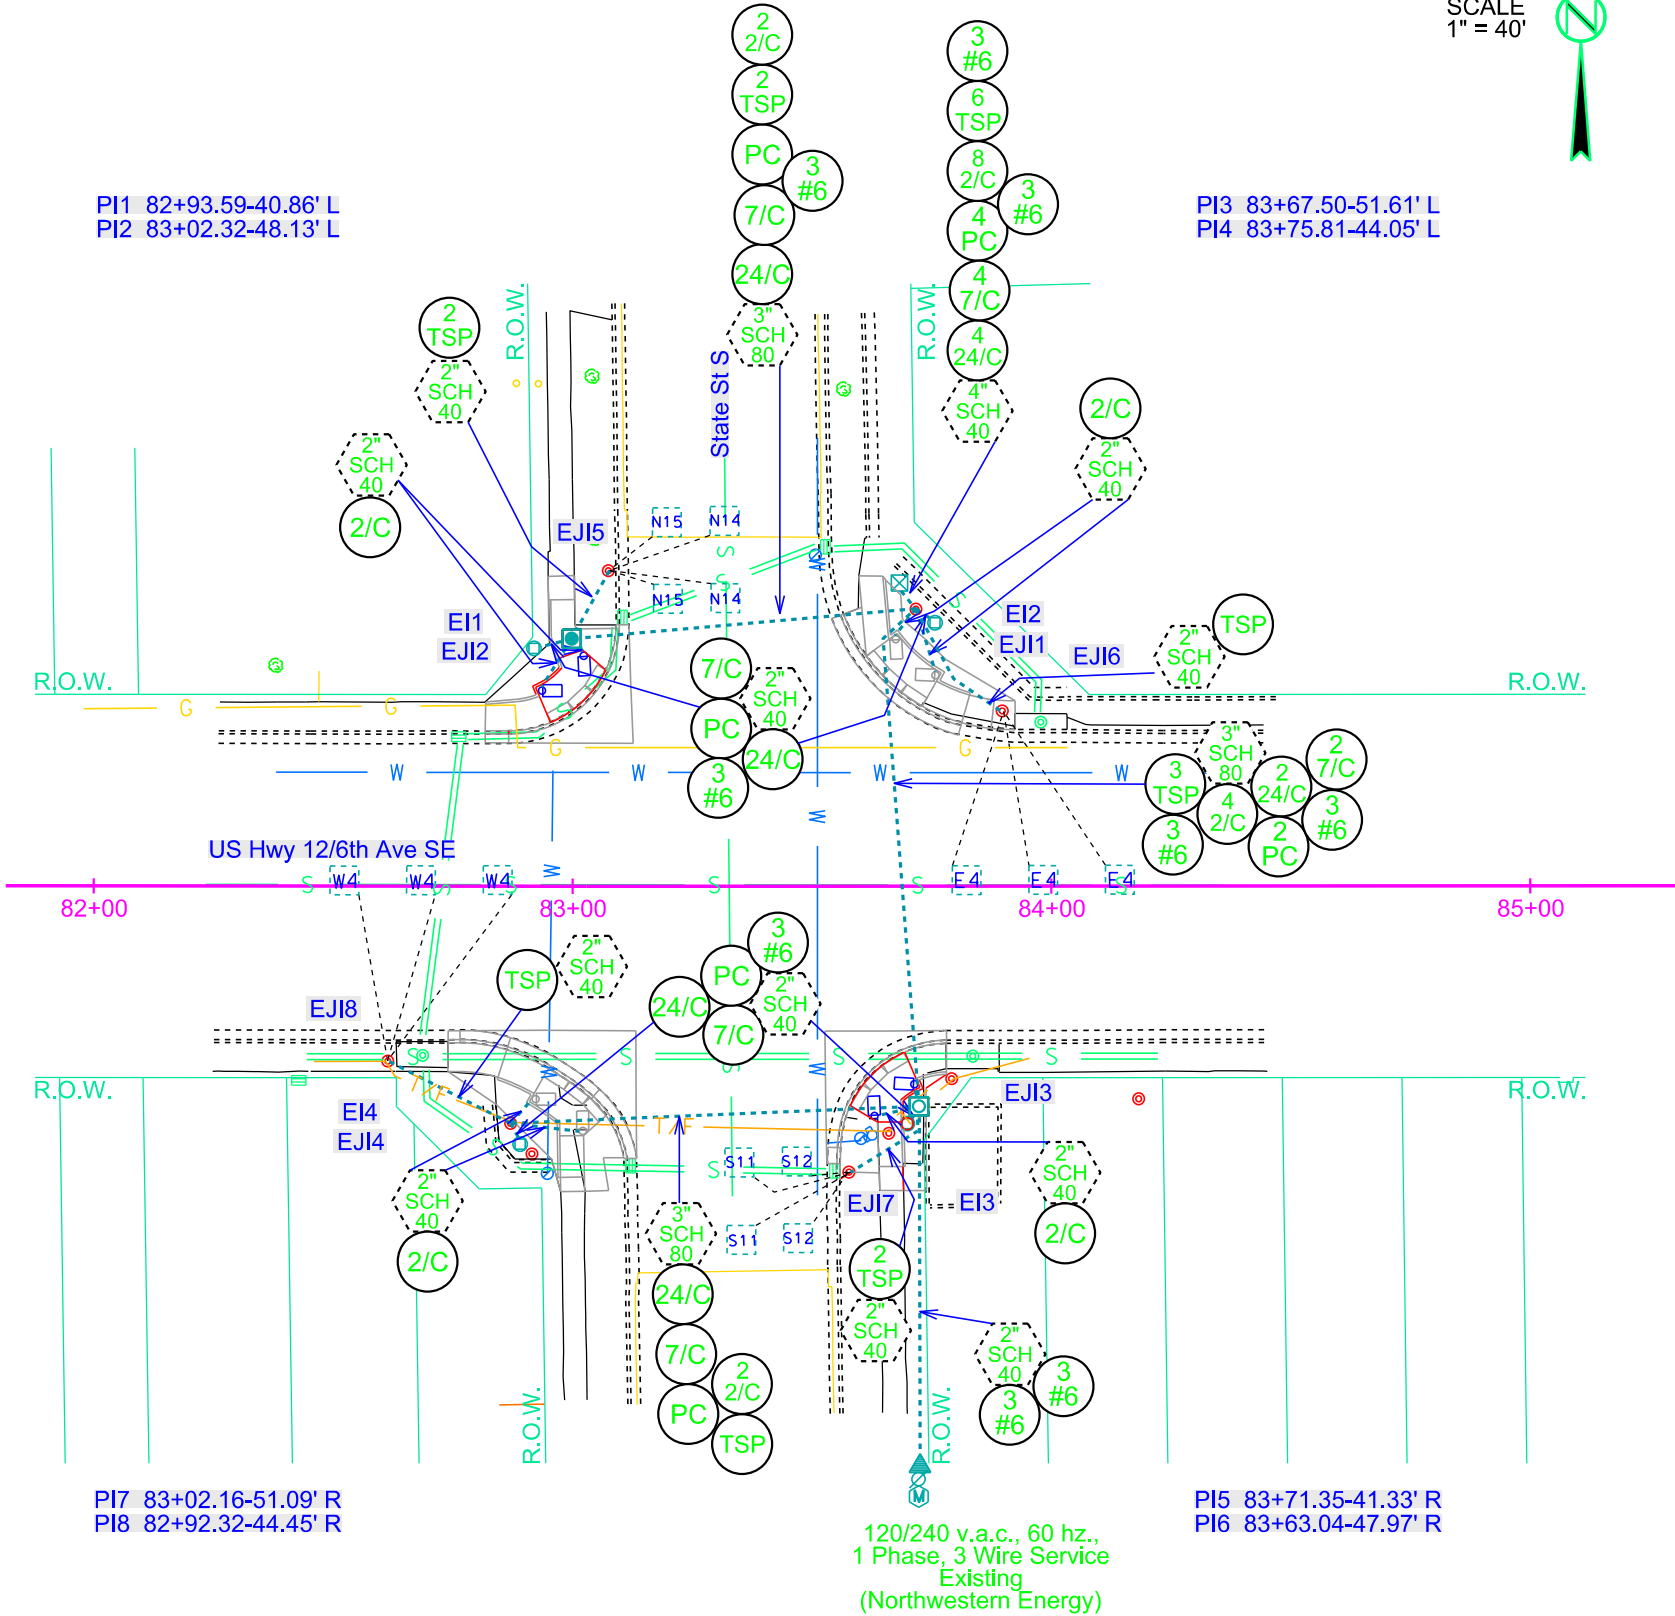 SCALE
1" = 40'
N
2
2/C
2
TSP
PC
3
#6
7/C
24/C
3"
SCH
80
3
#6
6
TSP
8
2/C
3
#6
4
PC
4
7/C
4
24/C
4"
SCH
40
PI1 82+93.59-40.86' L
PI2 83+02.32-48.13' L
PI3 83+67.50-51.61' L
PI4 83+75.81-44.05' L
R.O.W.
R.O.W.
State St S
2
TSP
2"
SCH
40
2"
SCH
40
2/C
2/C
2"
SCH
40
EJI5
N15
N14
N15
N14
S
S
W
S
S
EI1
EJI2
EI2
EJI1
EJI6
2"
SCH
40
TSP
R.O.W.
R.O.W.
7/C
2"
SCH
40
PC
24/C
3
#6
G
G
G
G
S
W
W
W
W
W
W
3"
SCH
80
2
7/C
3
TSP
4
2/C
2
24/C
3
#6
3
#6
2
PC
US Hwy 12/6th Ave SE
W4
W4
W4
E4
E4
E4
S
S
S
S
S
S
82+00
83+00
84+00
85+00
TSP
2"
SCH
40
3
#6
PC
24/C
2"
SCH
40
7/C
EJI8
S
S
S
S
S
W
W
R.O.W.
R.O.W.
T/F
T/F
EI4
EJI4
EJI3
S
S
S11
S12
S11
S12
2"
SCH
40
2/C
EJI7
EI3
2"
SCH
40
2/C
3"
SCH
80
24/C
7/C
2
2/C
PC
TSP
2
TSP
2"
SCH
40
2"
SCH
40
3
#6
3
#6
R.O.W.
R.O.W.
M
PI7 83+02.16-51.09' R
PI8 82+92.32-44.45' R
PI5 83+71.35-41.33' R
PI6 83+63.04-47.97' R
120/240 v.a.c., 60 hz.,
1 Phase, 3 Wire Service
Existing
(Northwestern Energy)